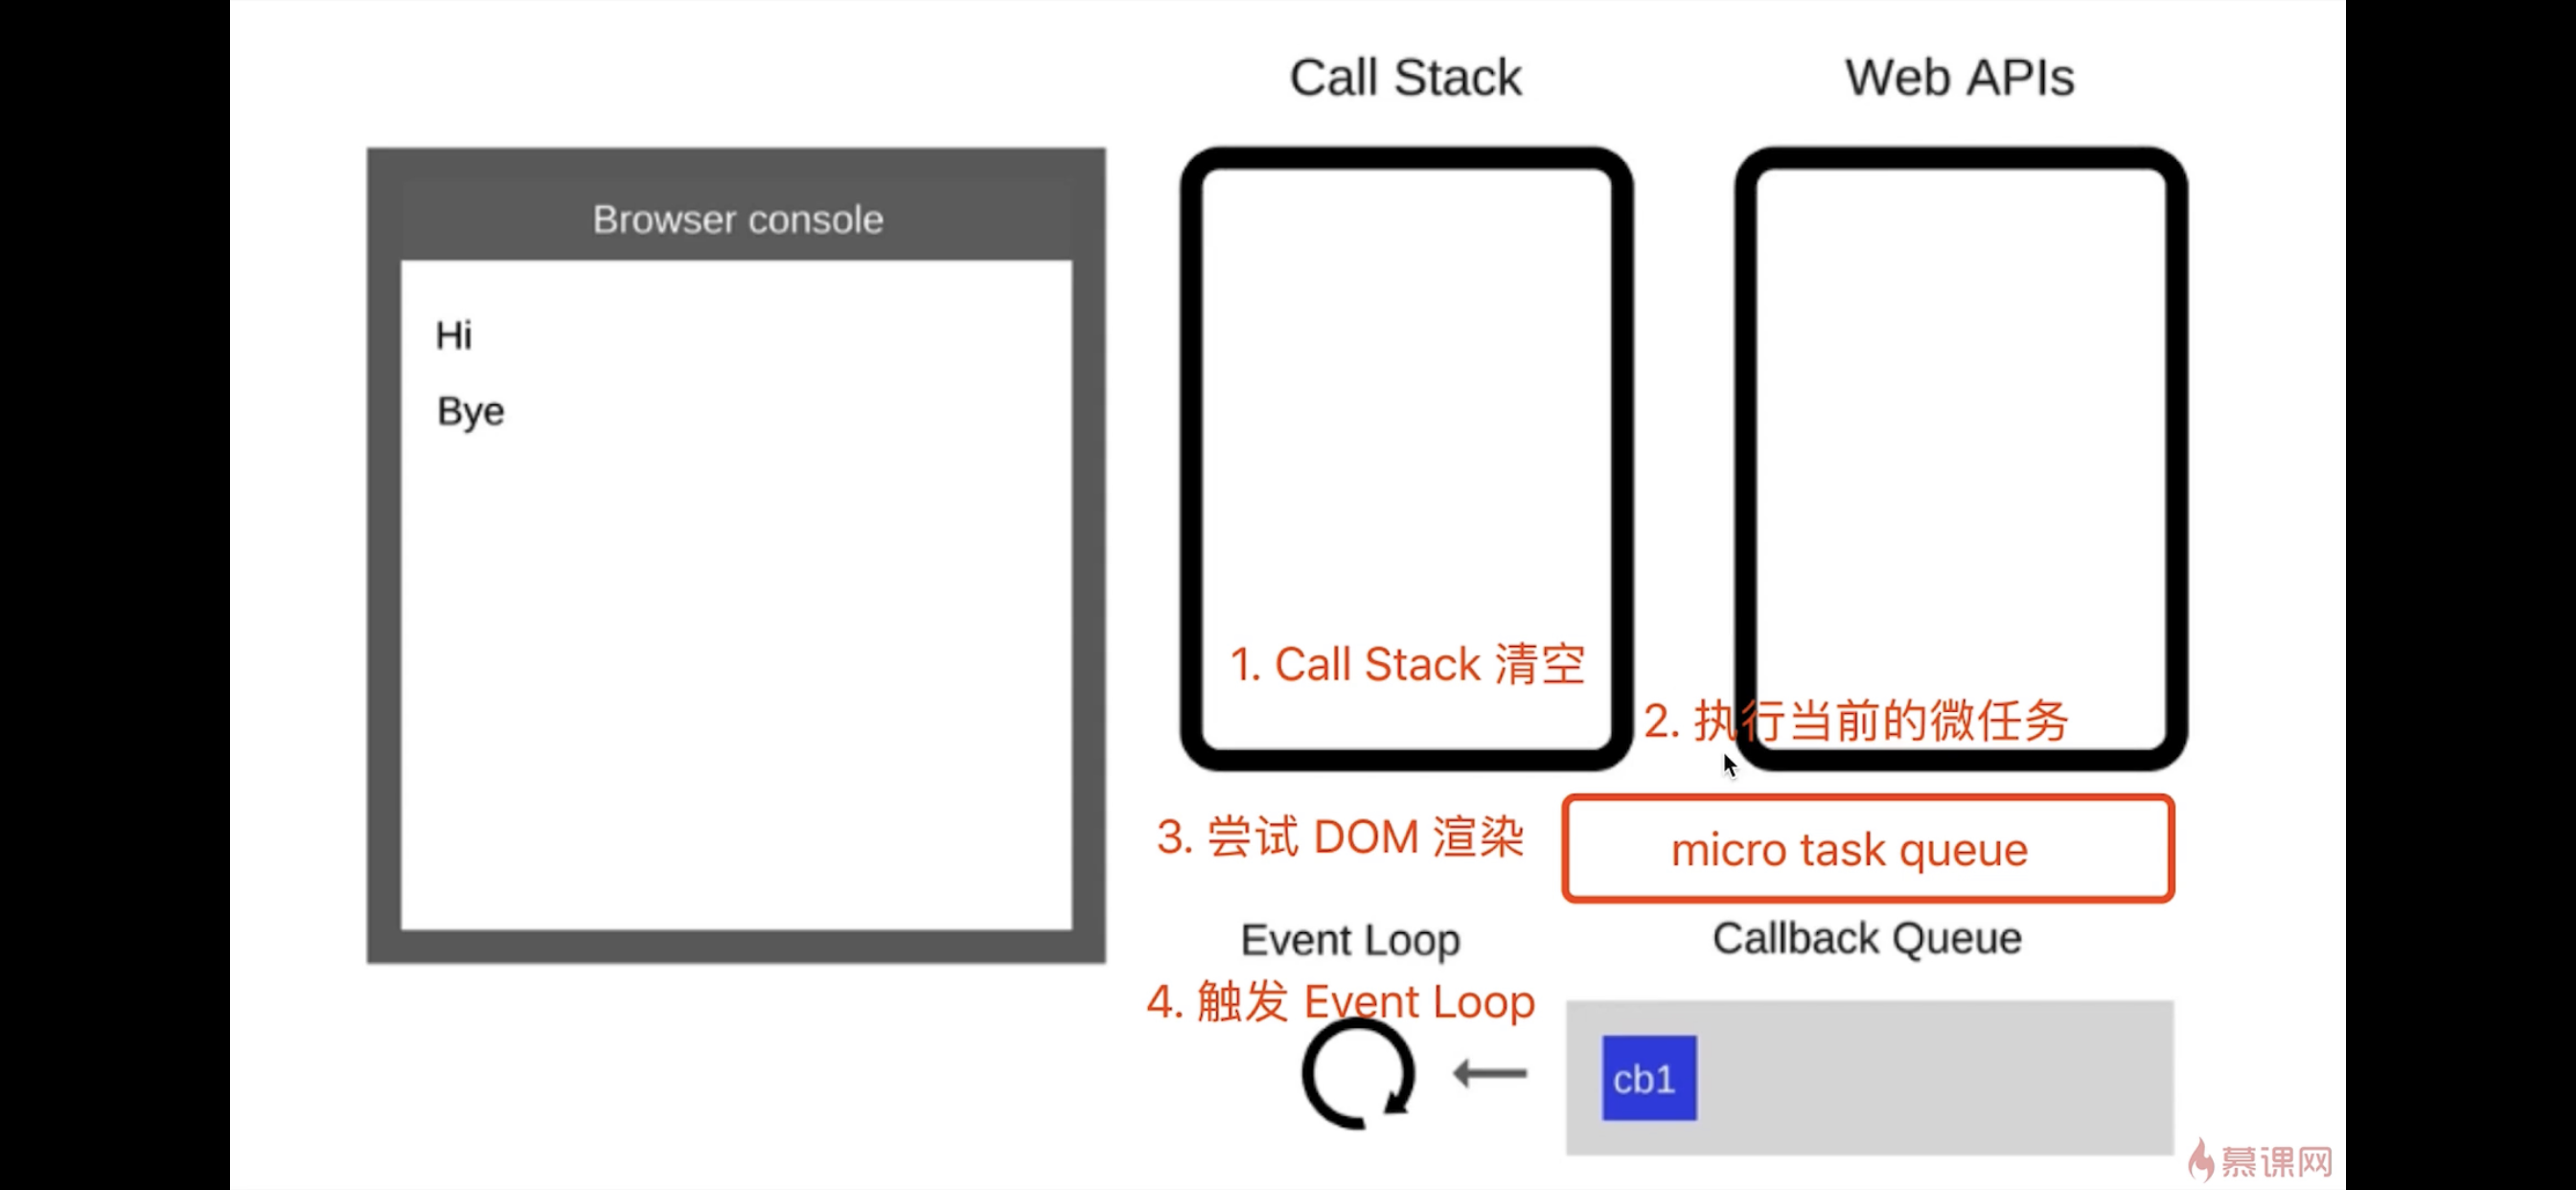 Call Stack
Web APIs
Browser console
Hi
Bye
1. Call Stack 清空
2. 执行当前的微任务
3. 尝试 DOM 渲染
micro task queue
Event Loop
Callback Queue
4. 触发 Event Loop
cb1
慕课网